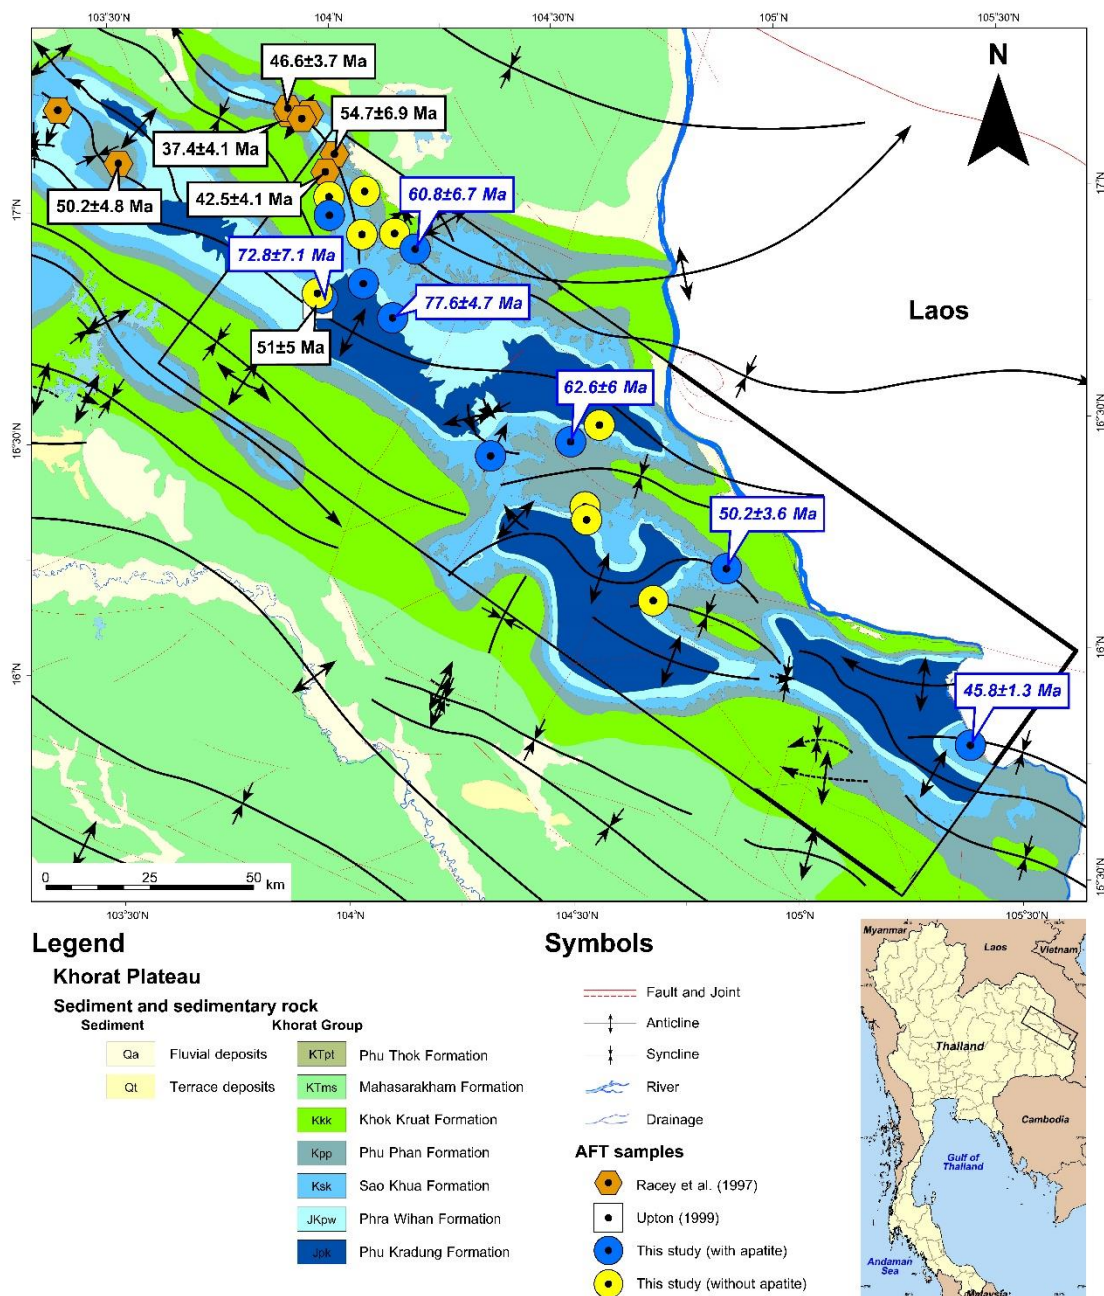 103°30'N
104°N
104°30'N
105°N
105°30'N
46.6±3.7 Ma
N
54.7±6.9 Ma
37.4±4.1 Ma
17°N
17°N
50.2±4.8 Ma
42.5±4.1 Ma
60.8±6.7 Ma
72.8±7.1 Ma
77.6±4.7 Ma
Laos
51±5 Ma
62.6±6 Ma
16°30'N
16°30'N
50.2±3.6 Ma
16°N
16°N
45.8±1.3 Ma
0 25 50
km
15°30'N
103°30'N
104°N
104°30'N
105°N
105°30'N
Legend
Khorat Plateau
Sediment and sedimentary rock
Sediment
Khorat Group
Qa Fluvial deposits
Qt Terrace deposits
KTpt Phu Thok Formation
KTms Mahasarakham Formation
Kkk Khok Kruat Formation
Kpp Phu Phan Formation
Ksk Sao Khua Formation
JKpw Phra Wihan Formation
Jpk Phu Kradung Formation
Symbols
Fault and Joint
Anticline
Syncline
River
Drainage
AFT samples
Racey et al. (1997)
Upton (1999)
This study (with apatite)
This study (without apatite)
Myanmar
Laos
Vietnam
Thailand
Cambodia
Gulf of
Thailand
Andaman
Sea
Malaysia